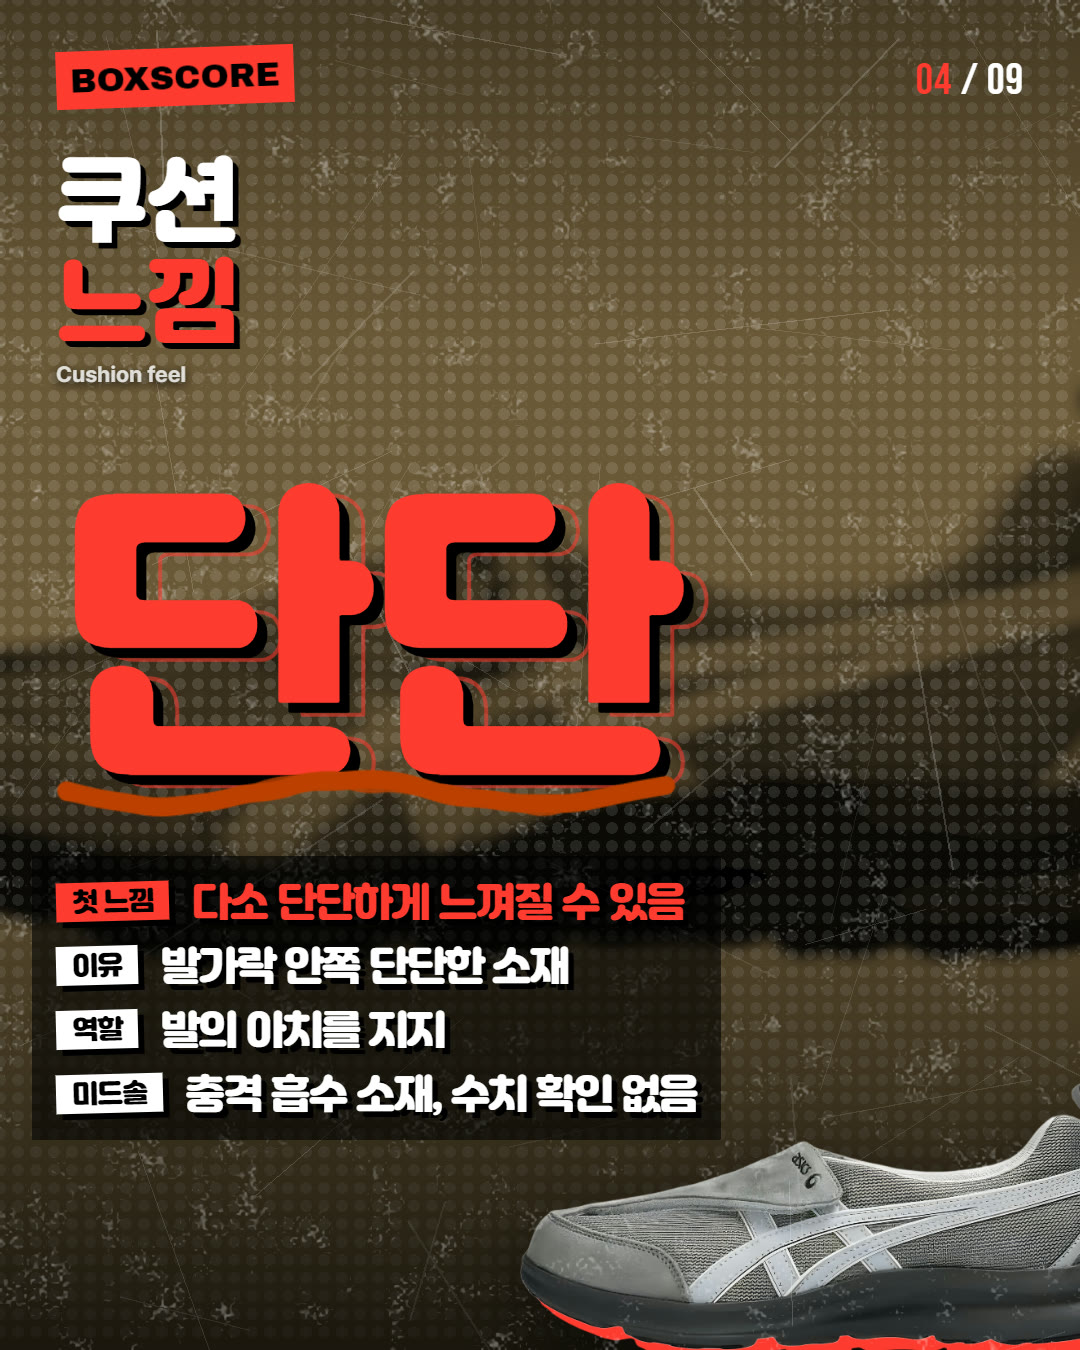 BOXSCORE
04 / 09
쿠션
느낌
Cushion feel
단단
첫 느낌 다소 단단하게 느껴질 수 있음
이유 발가락 안쪽 단단한 소재
역할 발의 아치를 지지
미드솔 충격 흡수 소재, 수치 확인 없음
asics